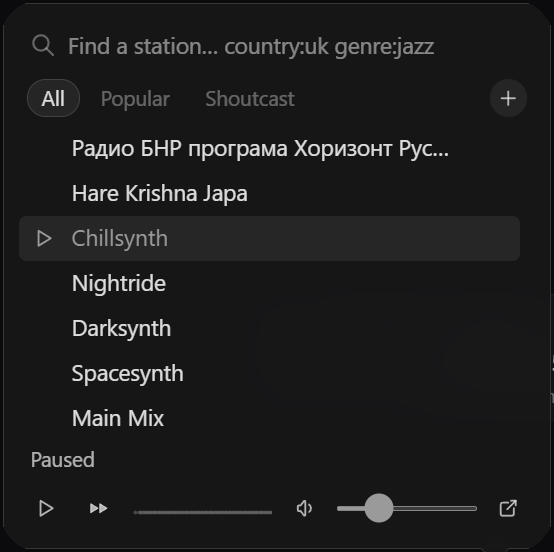 Find a station... country:uk genre:jazz
All Popular Shoutcast
Радио БНР програма Хоризонт Рус...
Hare Krishna Japa
Chillsynth
Nightride
Darksynth
Spacesynth
Main Mix
Paused